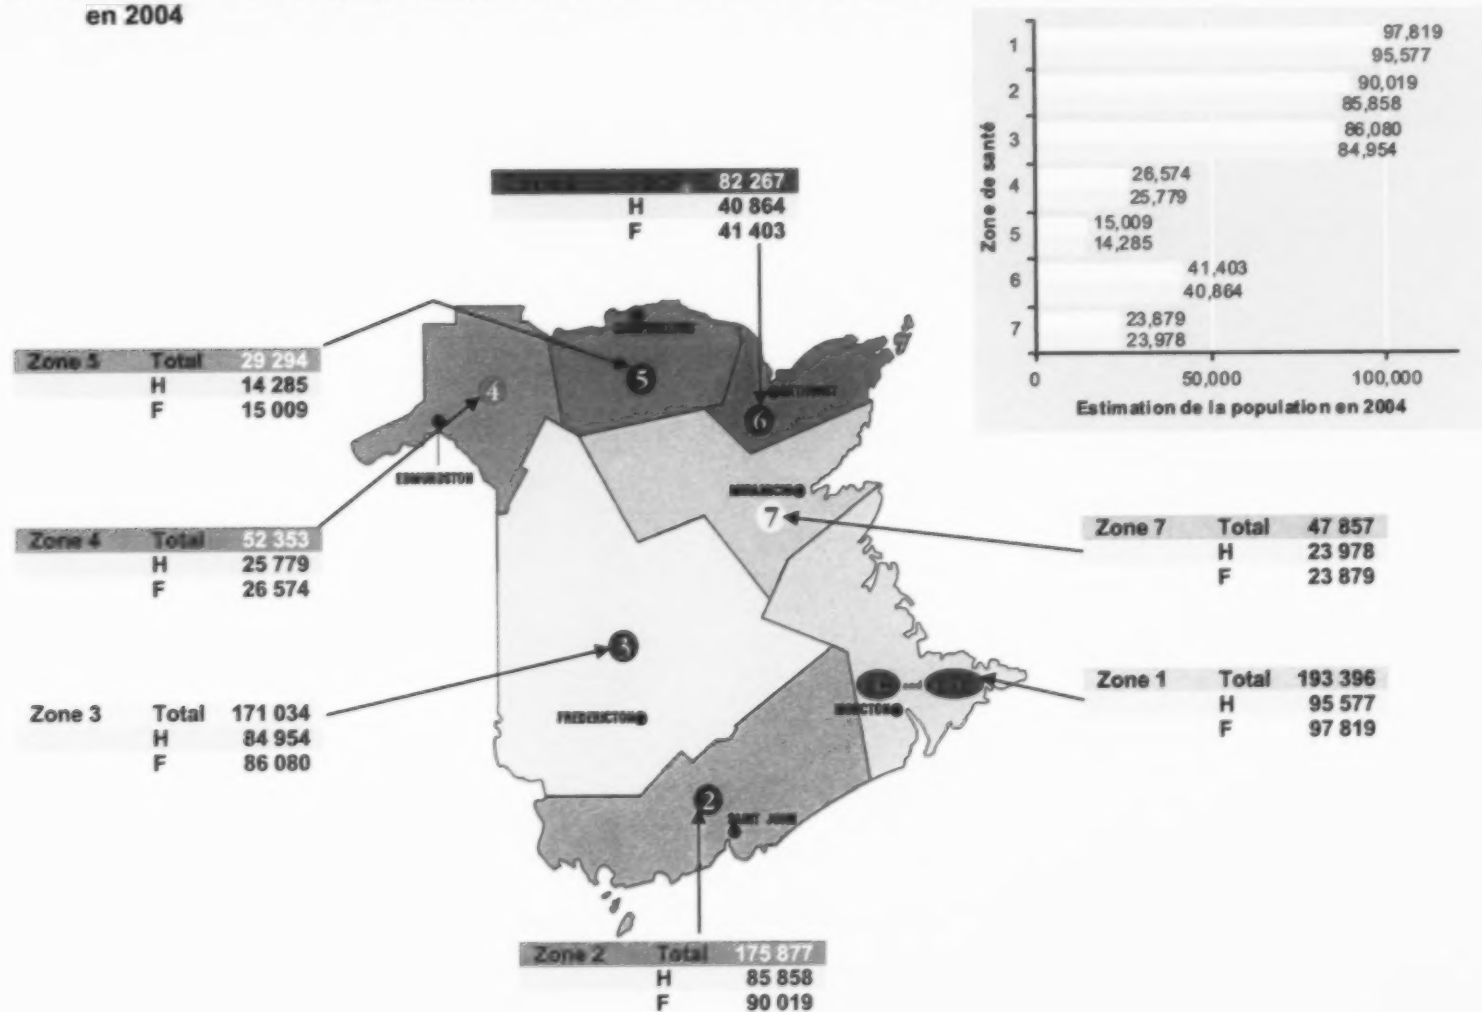 en 2004
Zone de santé
1
97,819
95,577
2
90,019
85,858
3
86,080
84,954
4
26,574
25,779
5
15,009
14,285
6
41,403
40,864
7
23,879
23,978
0 50,000 100,000
Estimation de la population en 2004
82 267
H 40 864
F 41 403
Zone 5 Total 29 294
H 14 285
F 15 009
Zone 4 Total 52 353
H 25 779
F 26 574
Zone 3 Total 171 034
H 84 954
F 86 080
Zone 7 Total 47 857
H 23 978
F 23 879
Zone 1 Total 193 396
H 95 577
F 97 819
Zone 2 Total 175 877
H 85 858
F 90 019
5
4
6
EDMUNDSTON
MIRAMICHI
7
3
and
FREDERICTON
MONCTON
2
SAINT JOHN